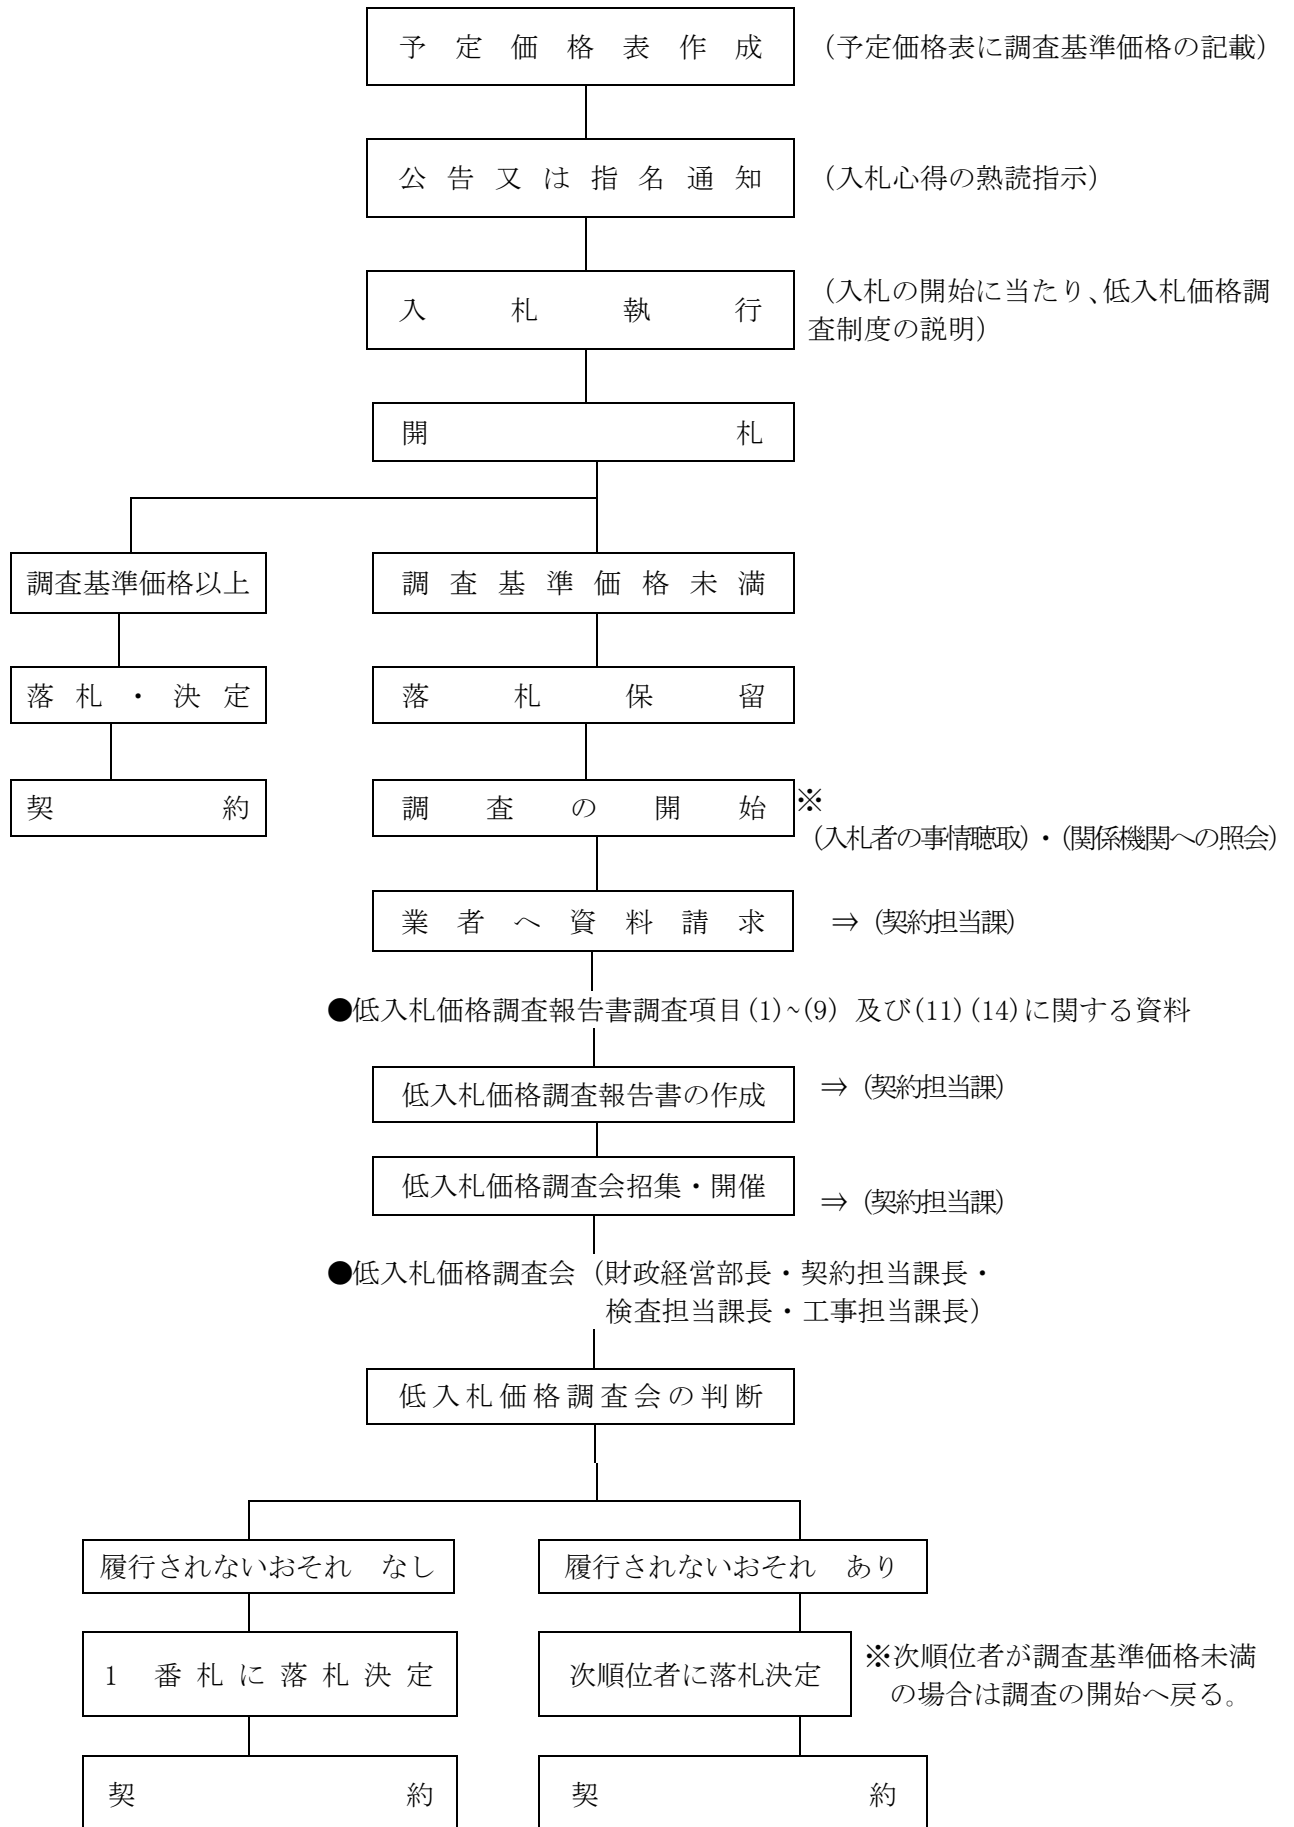 予定価格表作成
（予定価格表に調査基準価格の記載）
公告又は指名通知
（入札心得の熟読指示）
入札執行
（入札の開始に当たり、低入札価格調
査制度の説明）
開札
調査基準価格以上
調査基準価格未満
落札・決定
落札保留
契約
調査の開始
※
（入札者の事情聴取）・（関係機関への照会）
業者へ資料請求
⇒（契約担当課）
●低入札価格調査報告書調査項目(1)~(9) 及び(11)(14)に関する資料
低入札価格調査報告書の作成
⇒（契約担当課）
低入札価格調査会招集・開催
⇒（契約担当課）
●低入札価格調査会（財政経営部長・契約担当課長・
検査担当課長・工事担当課長）
低入札価格調査会の判断
履行されないおそれ　なし
履行されないおそれ　あり
1 番札に落札決定
次順位者に落札決定
※次順位者が調査基準価格未満
の場合は調査の開始へ戻る。
契約
契約